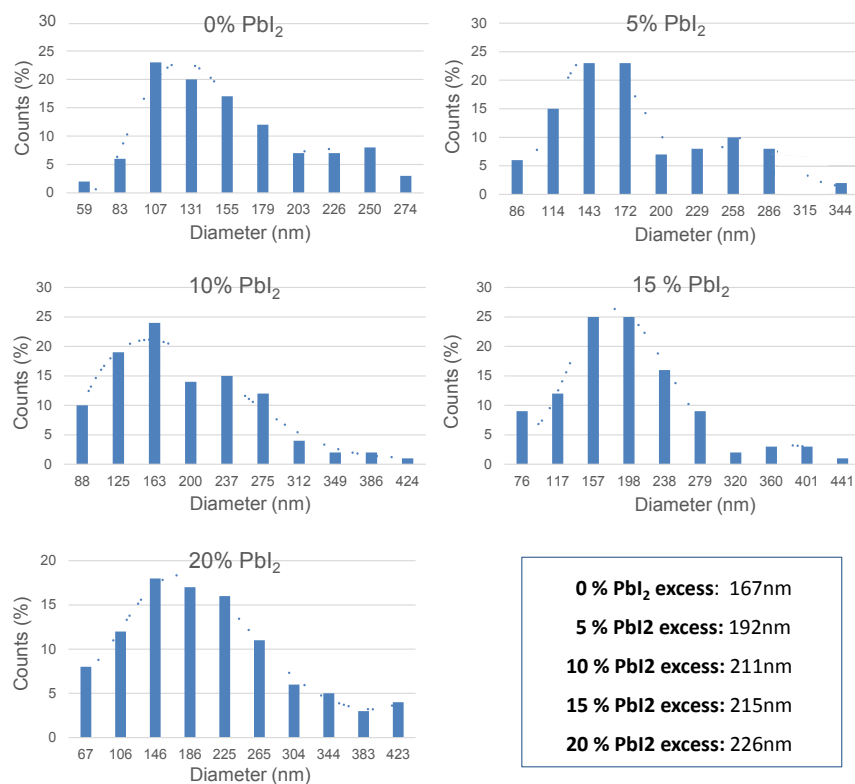 0% PbI₂
Counts (%)
30
25
20
15
10
5
0
59 83 107 131 155 179 203 226 250 274
Diameter (nm)
5% PbI₂
Counts (%)
30
25
20
15
10
5
0
86 114 143 172 200 229 258 286 315 344
Diameter (nm)
10% PbI₂
Counts (%)
30
25
20
15
10
5
0
88 125 163 200 237 275 312 349 386 424
Diameter (nm)
15 % PbI₂
Counts (%)
30
25
20
15
10
5
0
76 117 157 198 238 279 320 360 401 441
Diameter (nm)
20% PbI₂
Counts (%)
20
15
10
5
0
67 106 146 186 225 265 304 344 383 423
Diameter (nm)
0 % PbI₂ excess: 167nm
5 % PbI2 excess: 192nm
10 % PbI2 excess: 211nm
15 % PbI2 excess: 215nm
20 % PbI2 excess: 226nm